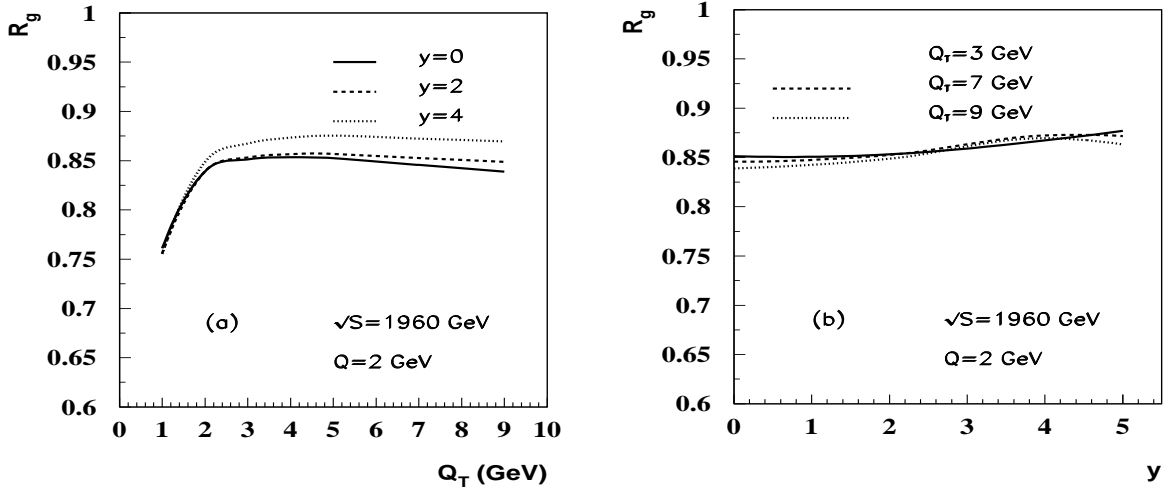 R_g
1
0.95
0.9
0.85
0.8
0.75
0.7
0.65
0.6
0 1 2 3 4 5 6 7 8 9 10
Q_T (GeV)
y=0
y=2
y=4
(a)
√S=1960 GeV
Q=2 GeV
R_g
1
0.95
0.9
0.85
0.8
0.75
0.7
0.65
0.6
0 1 2 3 4 5
y
Q_T=3 GeV
Q_T=7 GeV
Q_T=9 GeV
(b)
√S=1960 GeV
Q=2 GeV